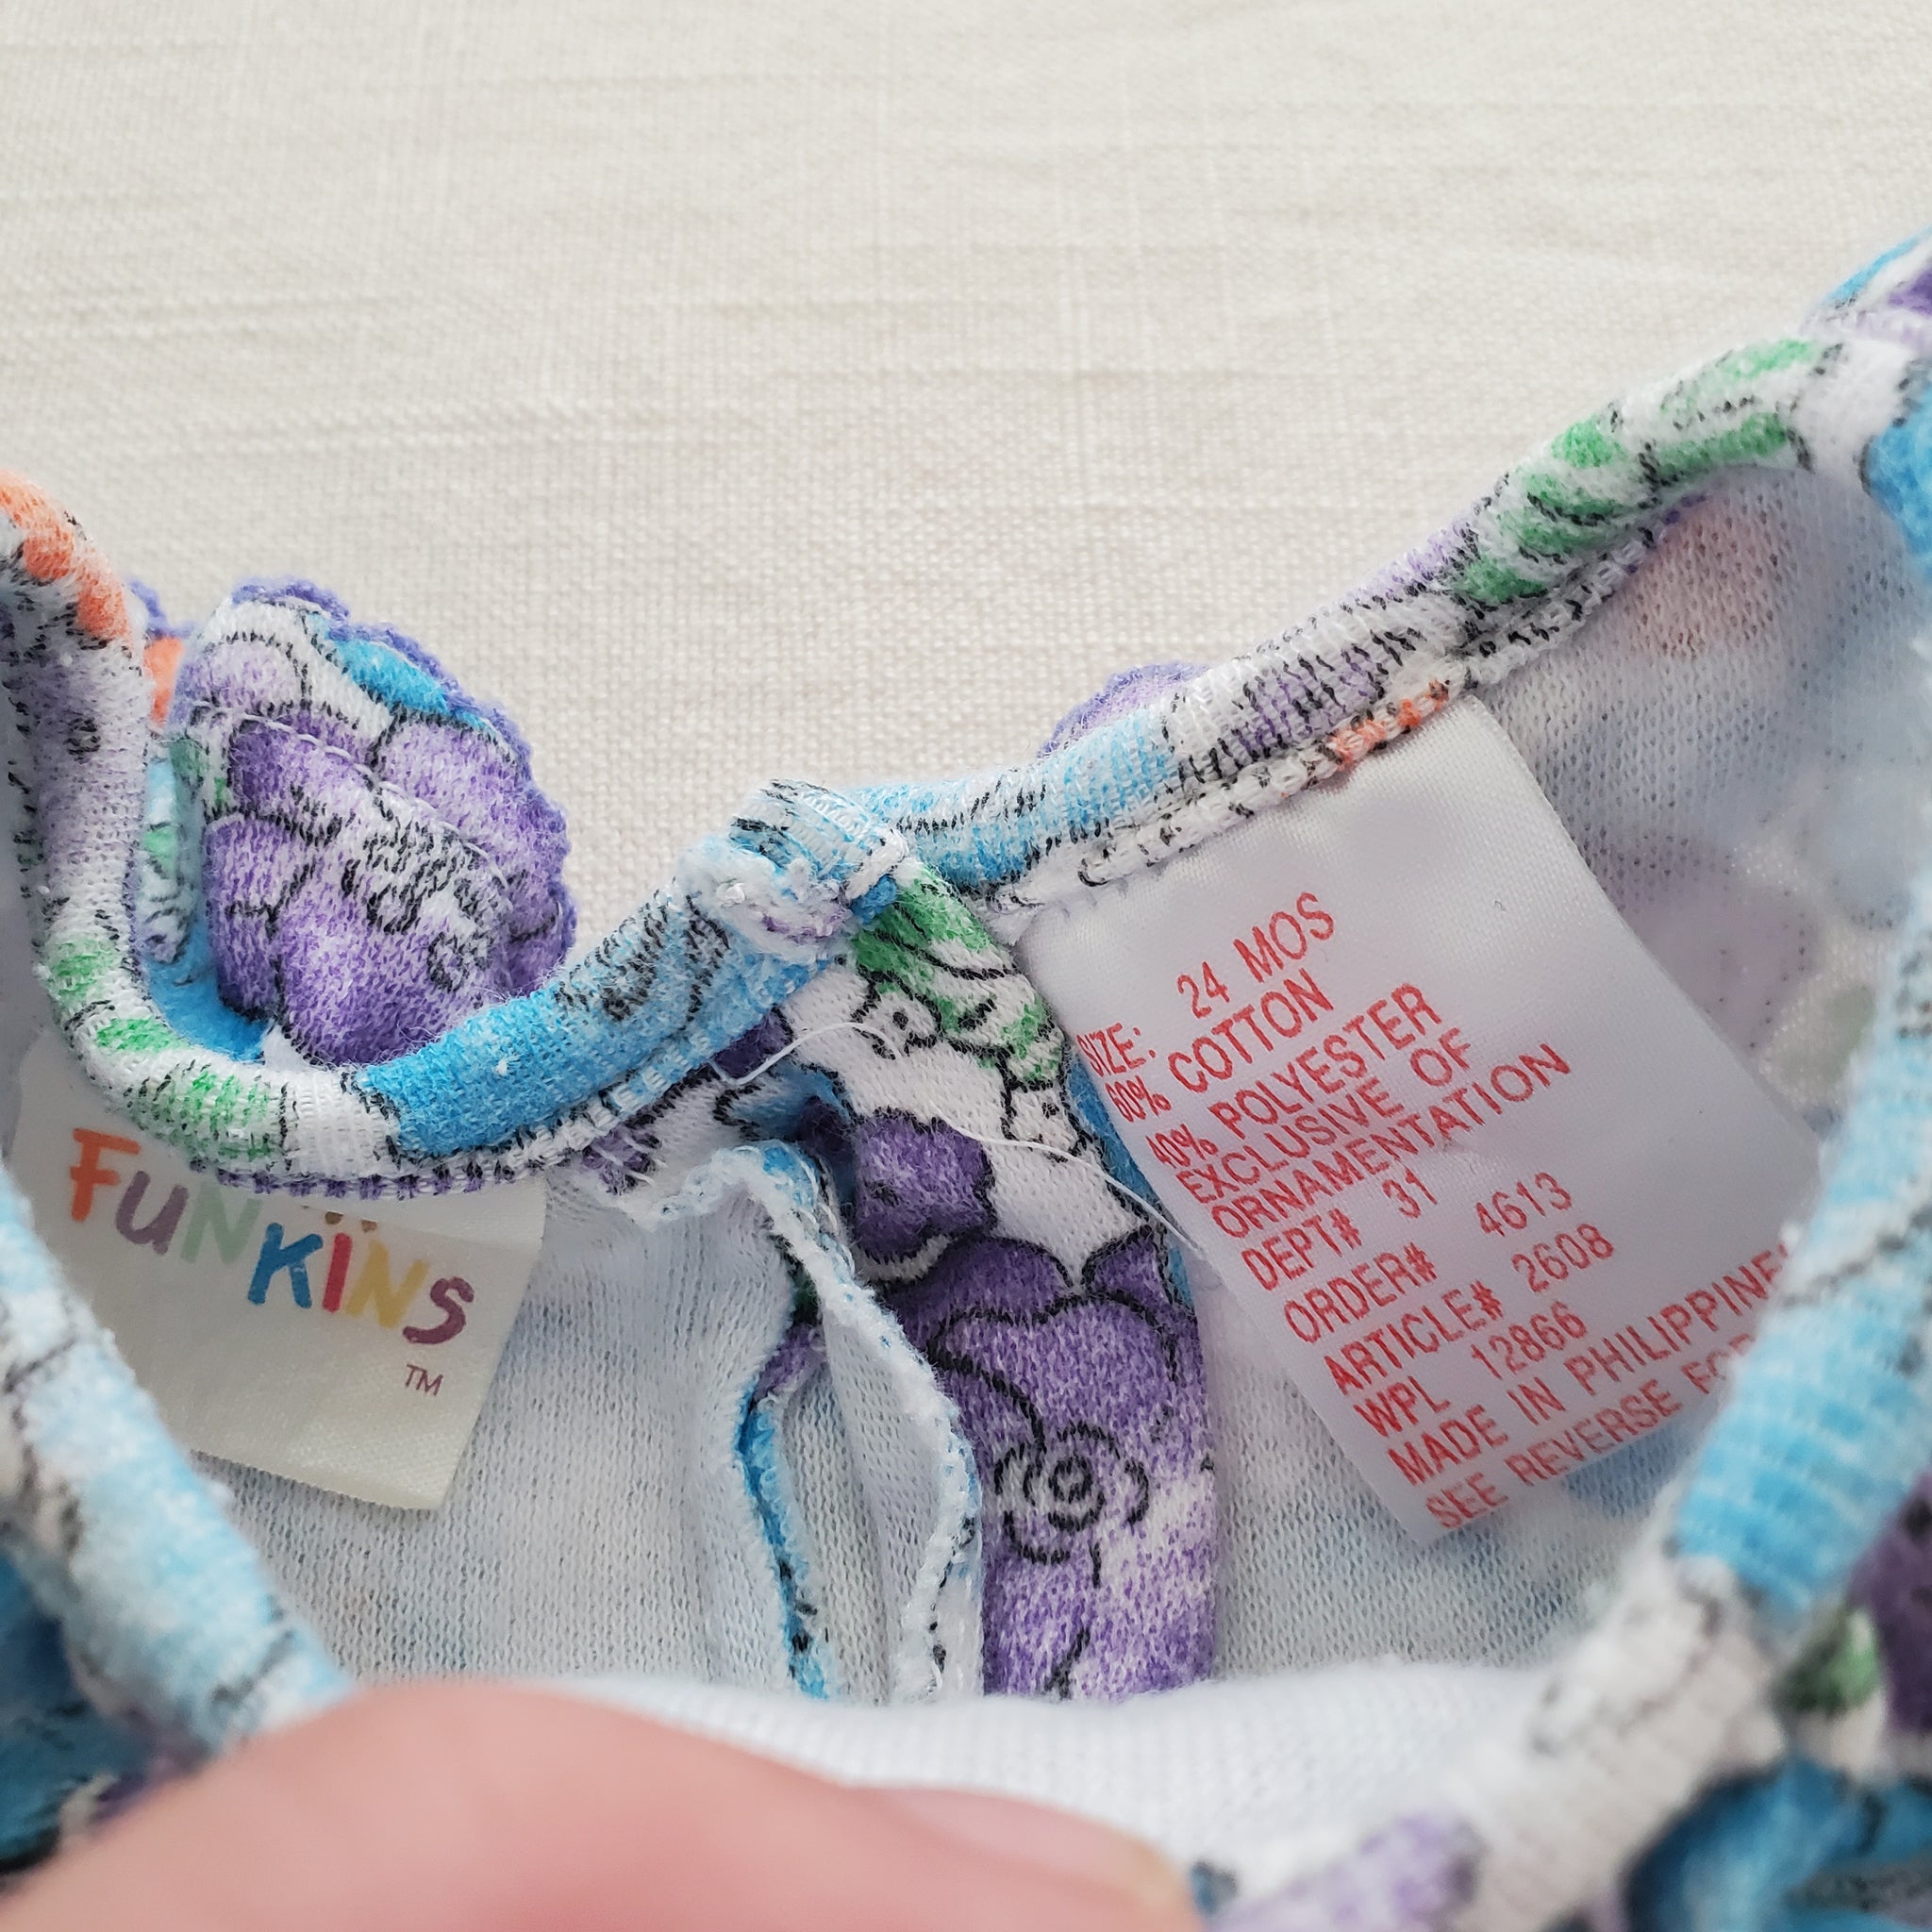 FUNKINS
TM
SIZE: 24 MOS
60% COTTON
40% POLYESTER
EXCLUSIVE OF
ORNAMENTATION
DEPT# 31
ORDER# 4613
ARTICLE# 2608
WPL 12866
MADE IN PHILIPPINES
SEE REVERSE FOR